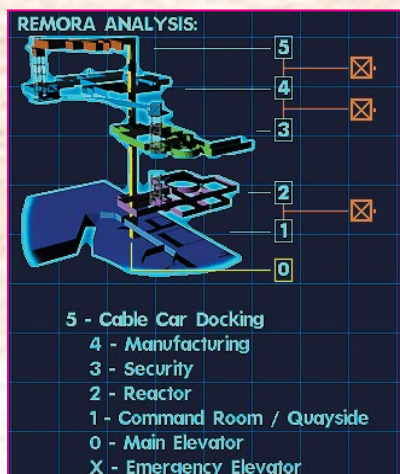 REMORA ANALYSIS:
5
4
3
2
1
0
5 - Cable Car Docking
4 - Manufacturing
3 - Security
2 - Reactor
1 - Command Room / Quayside
0 - Main Elevator
X - Emergency Elevator